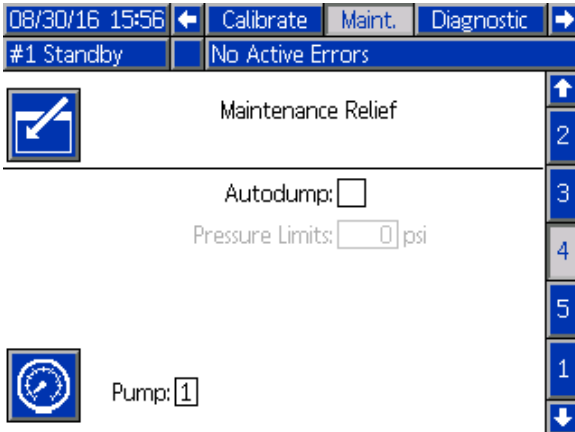 08/30/16 15:56 Calibrate Maint. Diagnostic
#1 Standby No Active Errors
Maintenance Relief
2
Autodump:
3
Pressure Limits: 0 psi
4
5
1
Pump: 1